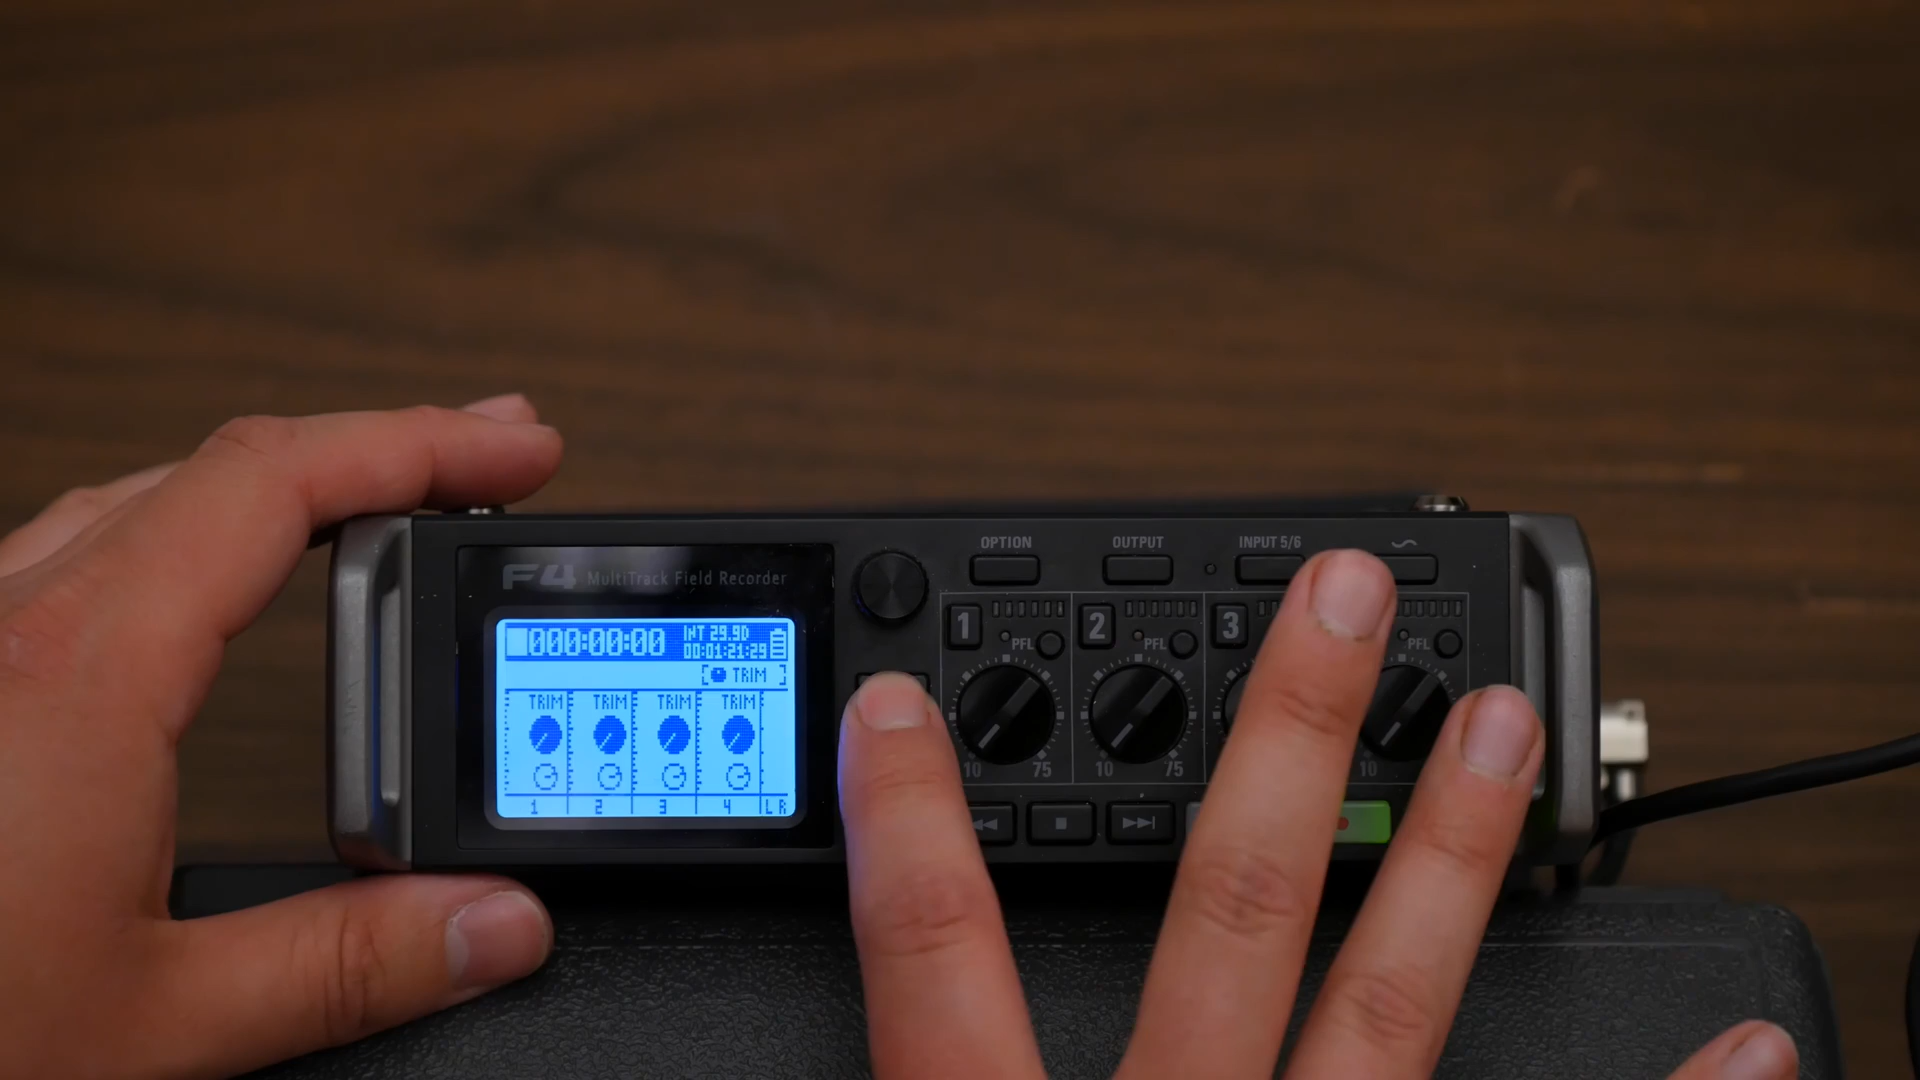 OPTION OUTPUT INPUT 5/6
F4 MultiTrack Field Recorder
000:00:00 INT 29.9D
00:01:21:29
TRIM
TRIM TRIM TRIM TRIM
1 2 3 4 L R
1 2 3
PFL PFL PFL
10 75 10 75 10